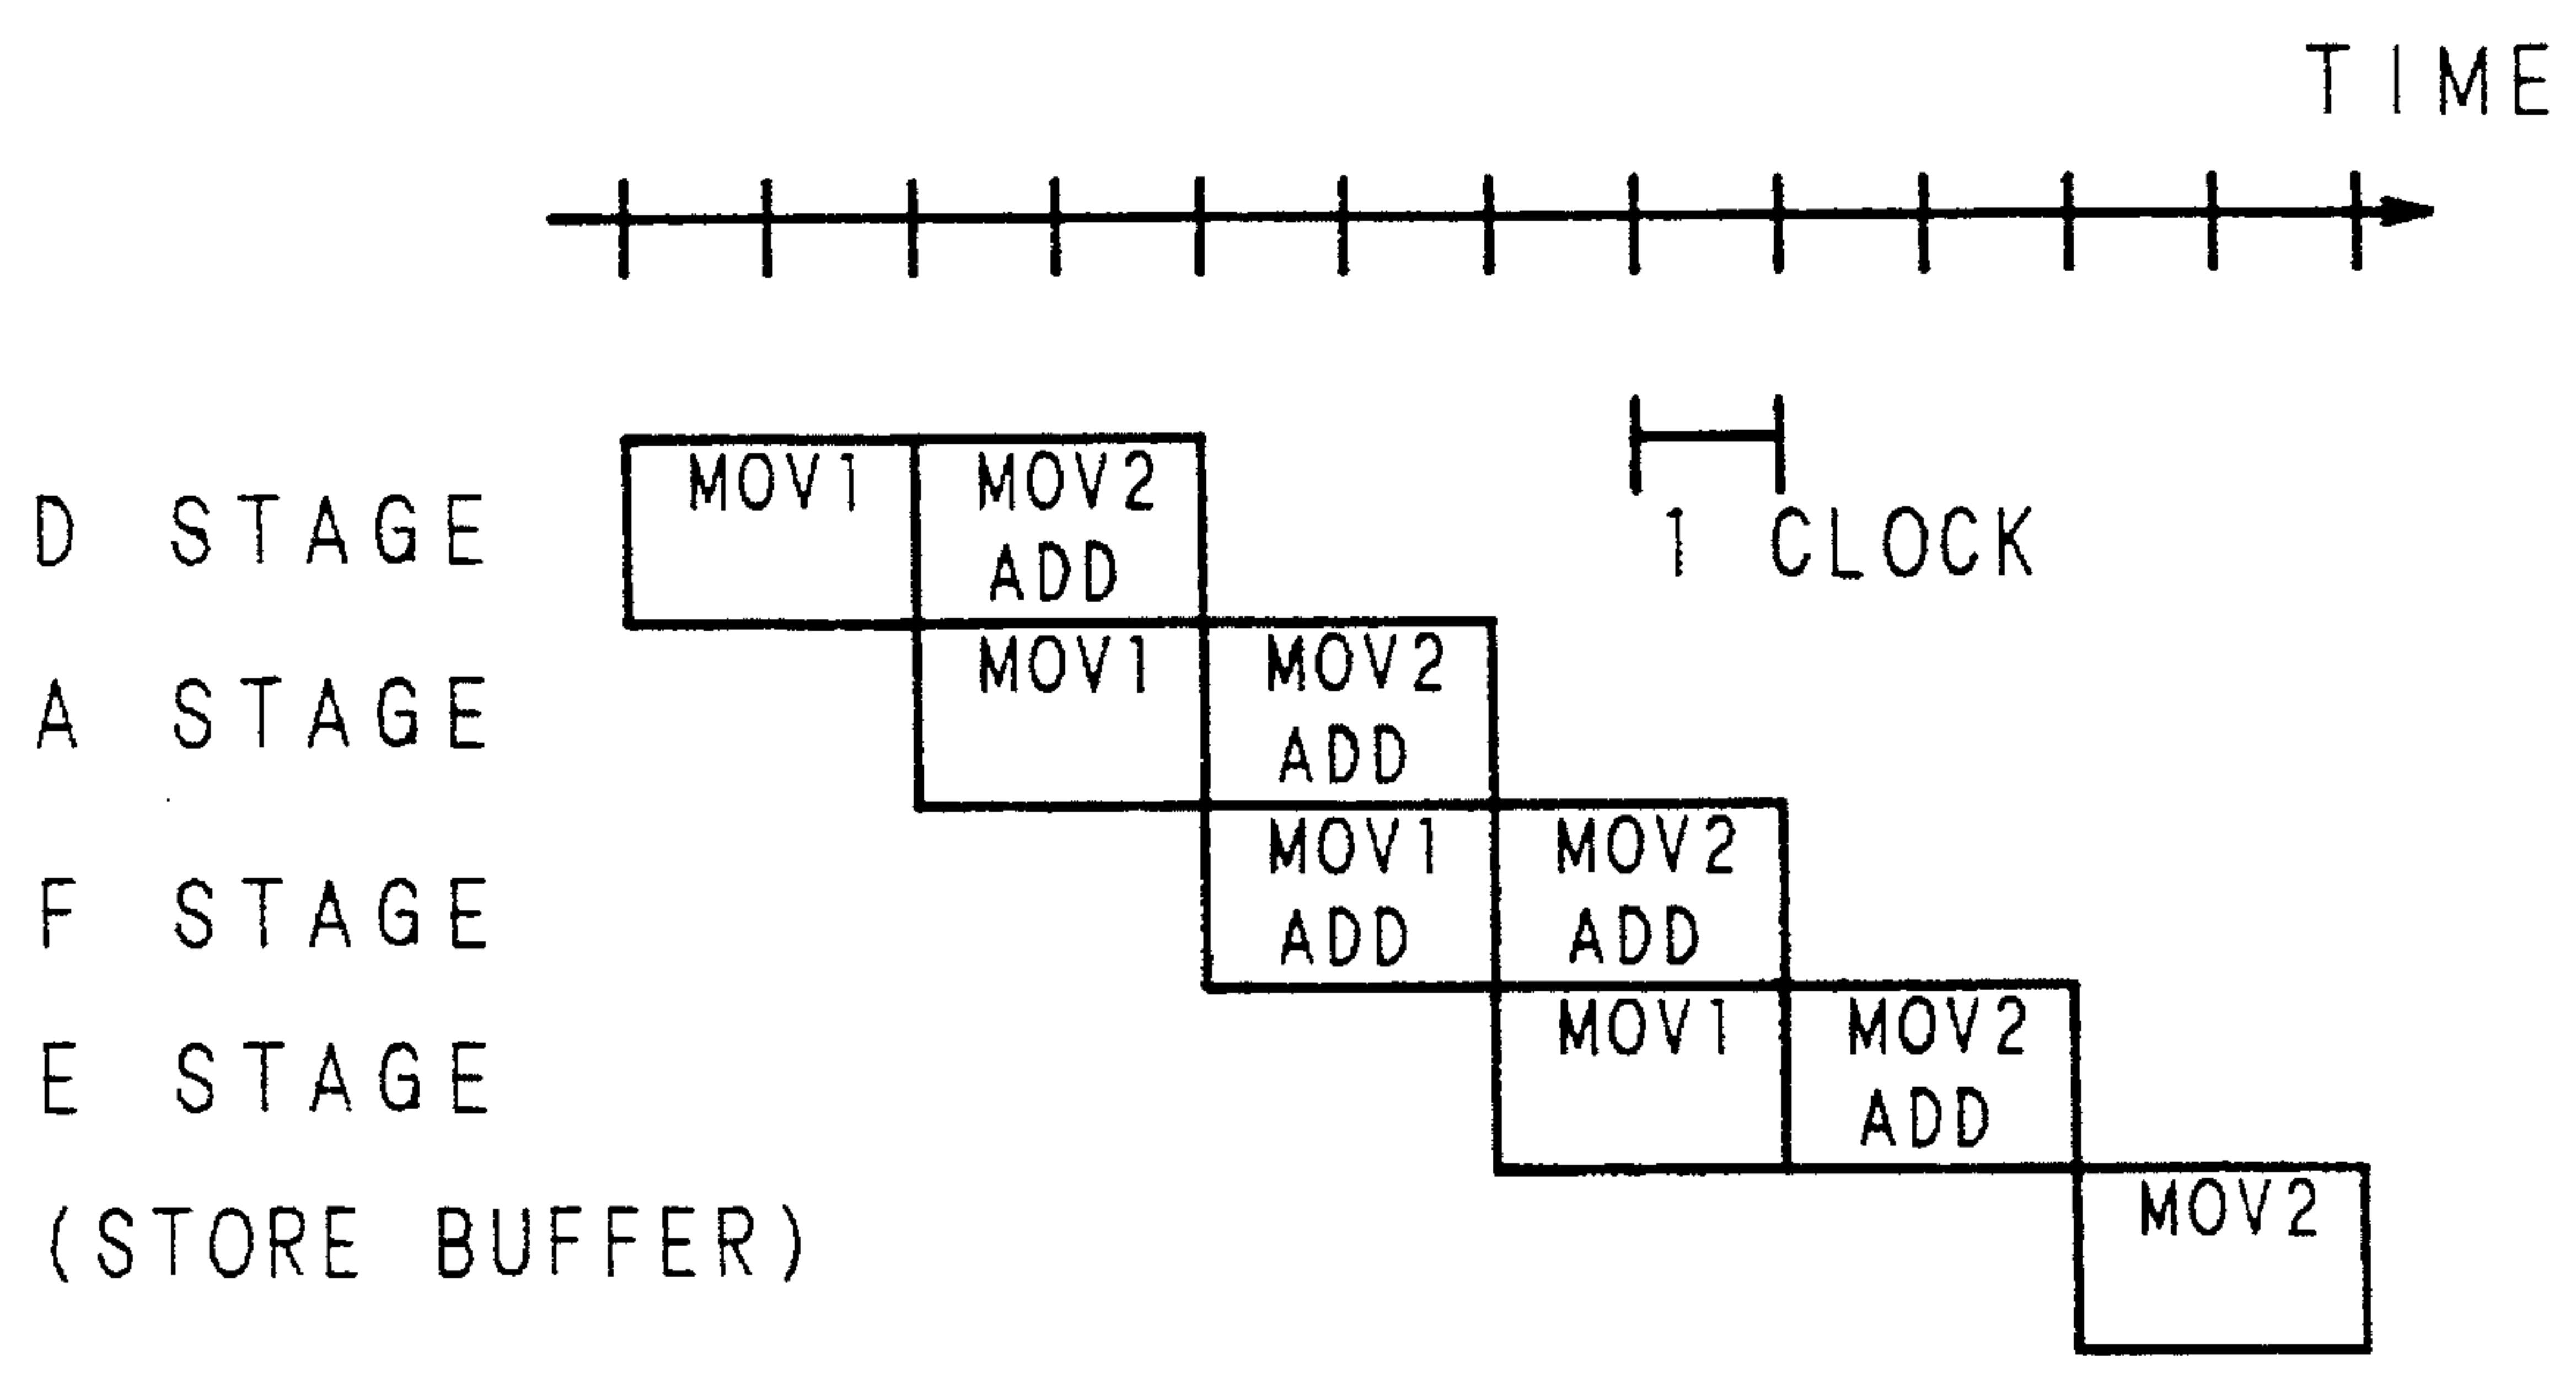 TIME
1 CLOCK
D STAGE
MOV1
MOV2
ADD
A STAGE
MOV1
MOV2
ADD
F STAGE
MOV1
ADD
MOV2
ADD
E STAGE
MOV1
MOV2
ADD
(STORE BUFFER)
MOV2